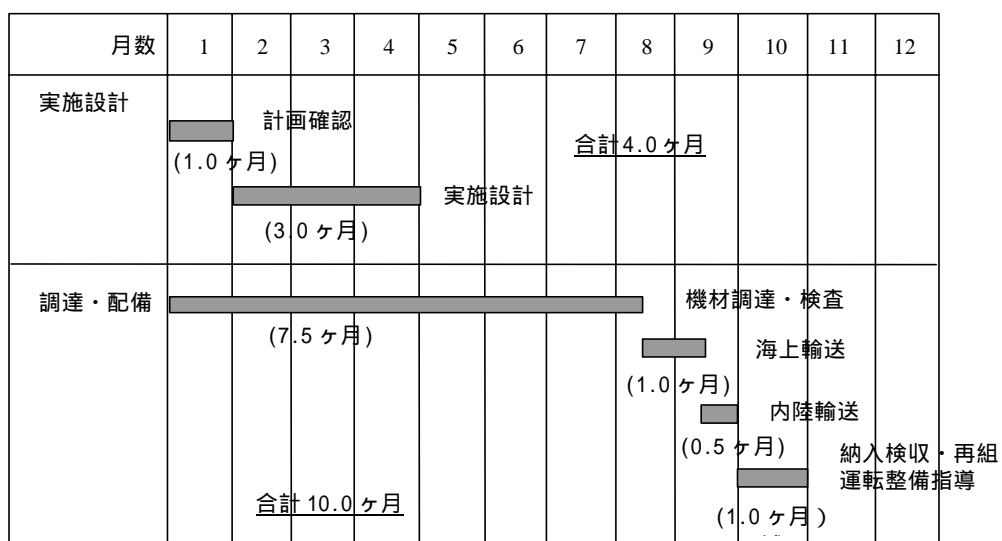 月数 1 2 3 4 5 6 7 8 9 10 11 12
実施設計
計画確認
合計4.0ヶ月
(1.0ヶ月)
実施設計
(3.0ヶ月)
調達・配備
機材調達・検査
(7.5ヶ月)
海上輸送
(1.0ヶ月)
内陸輸送
(0.5ヶ月)
納入検収・再組
運転整備指導
合計10.0ヶ月
(1.0ヶ月)